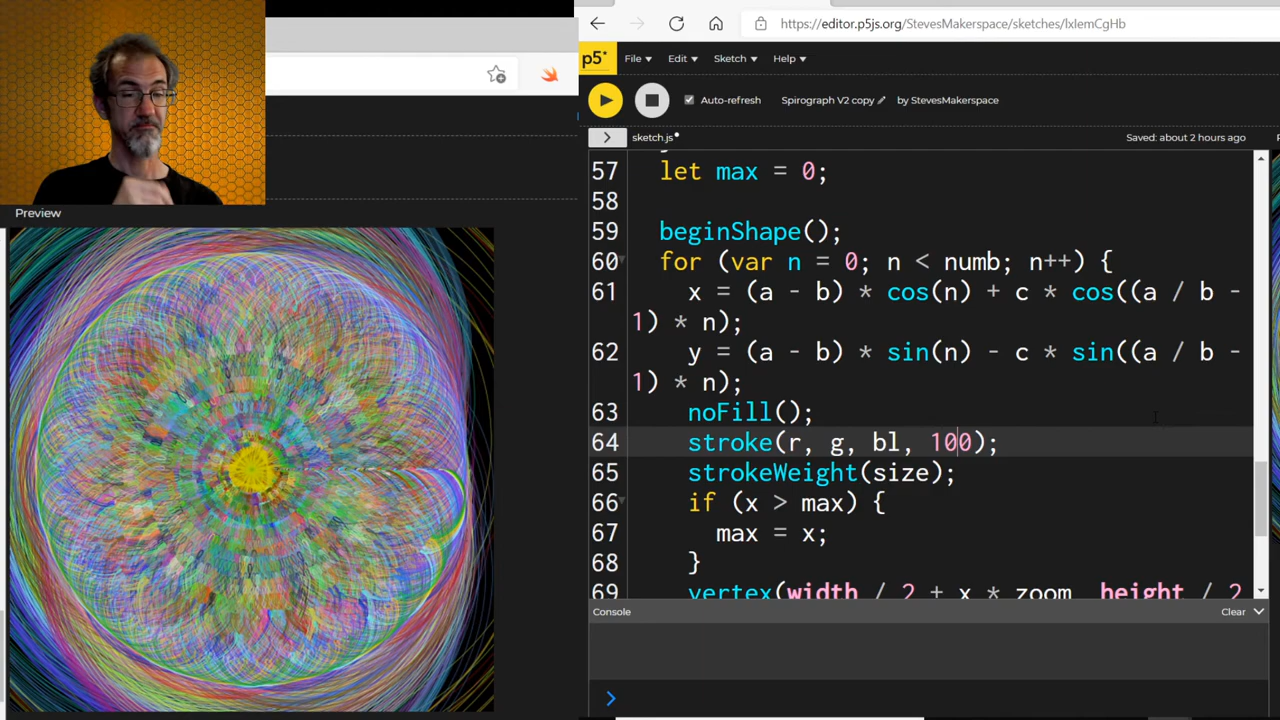 https://editor.p5js.org/StevesMakerspace/sketches/lxIemCgHb
p5*
File
Edit
Sketch
Help
Auto-refresh
Spirograph V2 copy
by StevesMakerspace
sketch.js
Saved: about 2 hours ago
Preview
57 let max = 0;
58
59 beginShape();
60 for (var n = 0; n < numb; n++) {
61 x = (a - b) * cos(n) + c * cos((a / b -
1) * n);
62 y = (a - b) * sin(n) - c * sin((a / b -
1) * n);
63 noFill();
64 stroke(r, g, bl, 100);
65 strokeWeight(size);
66 if (x > max) {
67 max = x;
68 }
69 vertex(width / 2 + x * zoom, height / 2
Console
Clear
>